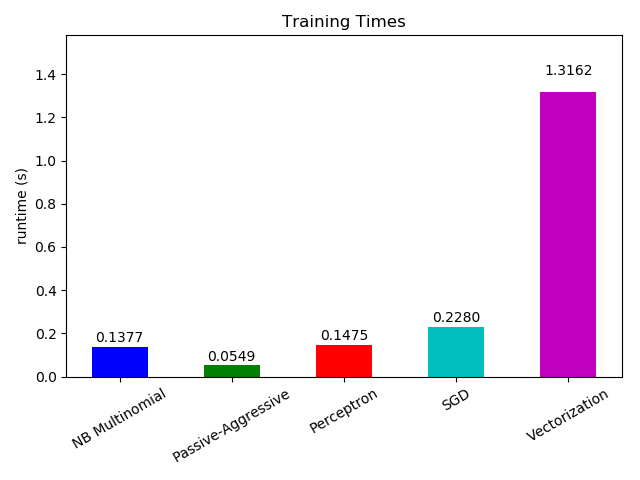 Training Times
runtime (s)
1.4
1.2
1.0
0.8
0.6
0.4
0.2
0.0
0.1377
0.0549
0.1475
0.2280
1.3162
NB Multinomial
Passive-Aggressive
Perceptron
SGD
Vectorization